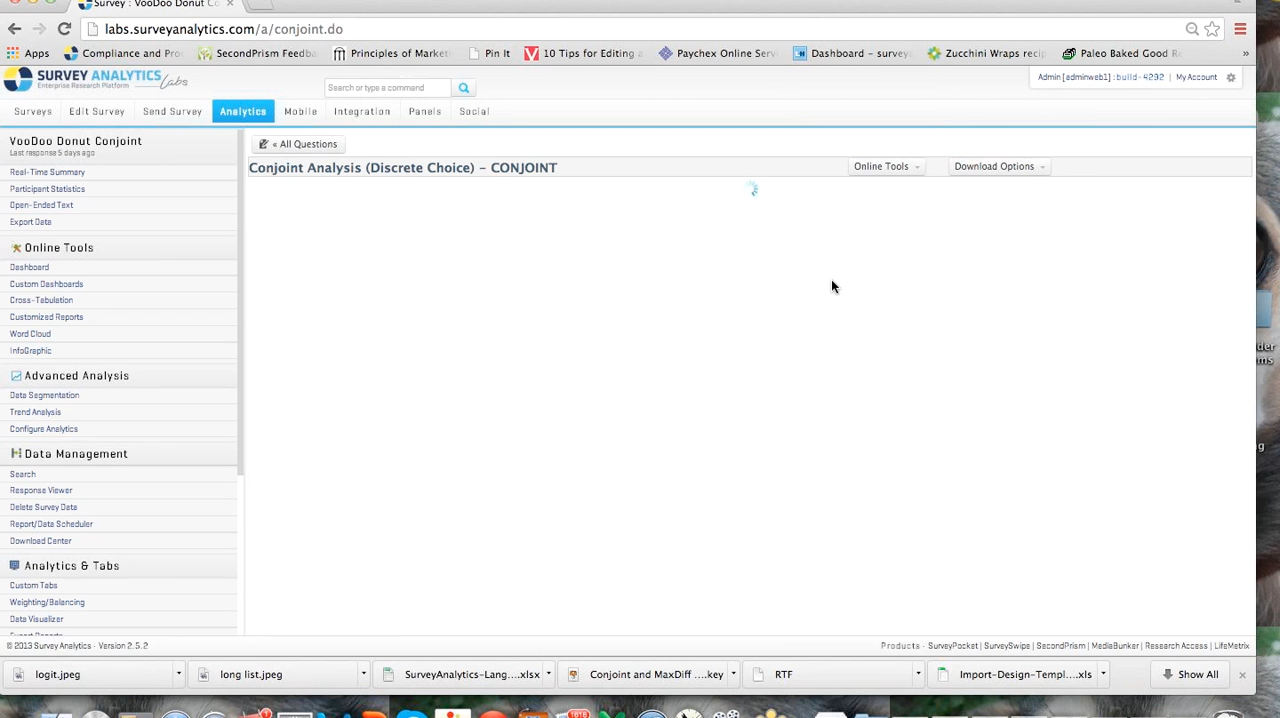 Survey : VooDoo Donut C
labs.surveyanalytics.com/a/conjoint.do
Apps Compliance and Pro SecondPrism Feedba Principles of Market Pin It 10 Tips for Editing Paychex Online Serv Dashboard – survey Zucchini Wraps recip Paleo Baked Good R »
SURVEY ANALYTICS Labs
Enterprise Research Platform
Search or type a command
Admin [adminweb1] :build-4292 | My Account
Surveys Edit Survey Send Survey Analytics Mobile Integration Panels Social
VooDoo Donut Conjoint
Last response 5 days ago
Real-Time Summary
Participant Statistics
Open-Ended Text
Export Data
Online Tools
Dashboard
Custom Dashboards
Cross-Tabulation
Customized Reports
Word Cloud
InfoGraphic
Advanced Analysis
Data Segmentation
Trend Analysis
Configure Analytics
Data Management
Search
Response Viewer
Delete Survey Data
Report/Data Scheduler
Download Center
Analytics & Tabs
Custom Tabs
Weighting/Balancing
Data Visualizer
Export Reports
« All Questions
Conjoint Analysis (Discrete Choice) – CONJOINT
Online Tools Download Options
© 2013 SurveyAnalytics - Version 2.5.2
Products - SurveyPocket | SurveySwipe | SecondPrism | MediaBunker | Research Access | LifeMetrix
logit.jpeg long list.jpeg SurveyAnalytics-Lang....xlsx Conjoint and MaxDiff ....key RTF Import-Design-Templ....xls Show All
1616